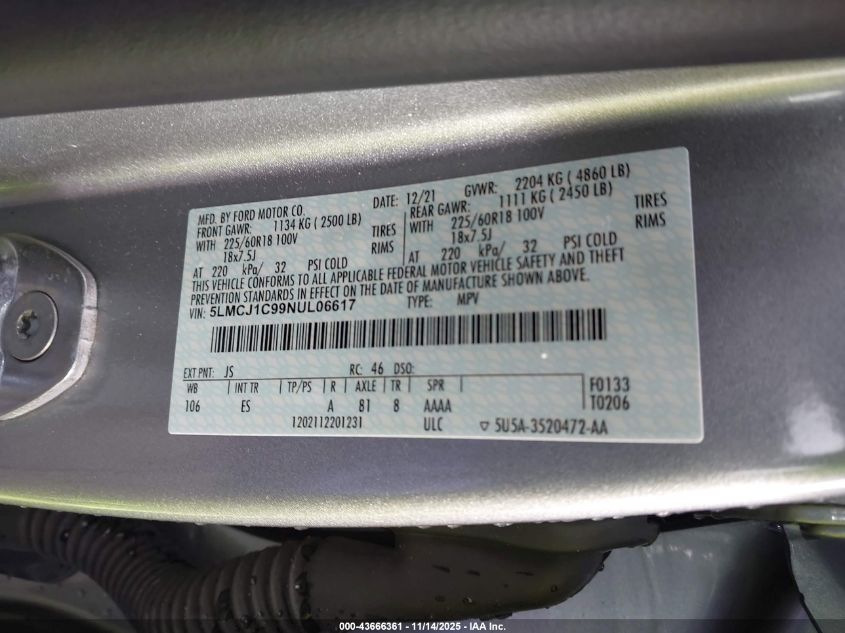 MFD. BY FORD MOTOR CO. DATE: 12/21 GVWR: 2204 KG ( 4860 LB)
FRONT GAWR: 1134 KG ( 2500 LB) REAR GAWR: 1111 KG ( 2450 LB)
WITH 225/60R18 100V TIRES WITH 225/60R18 100V TIRES
18x7.5J RIMS 18x7.5J RIMS
AT 220 kPa/ 32 PSI COLD AT 220 kPa/ 32 PSI COLD
THIS VEHICLE CONFORMS TO ALL APPLICABLE FEDERAL MOTOR VEHICLE SAFETY AND THEFT
PREVENTION STANDARDS IN EFFECT ON THE DATE OF MANUFACTURE SHOWN ABOVE.
VIN: 5LMCJ1C99NUL06617 TYPE: MPV
EXT PNT: JS RC: 46 DSO:
WB INT TR TP/PS R AXLE TR SPR F0133
106 ES A 81 8 AAAA T0206
1202112201231 ULC ▽ 5U5A-3520472-AA
000-43666361 - 11/14/2025 - IAA Inc.